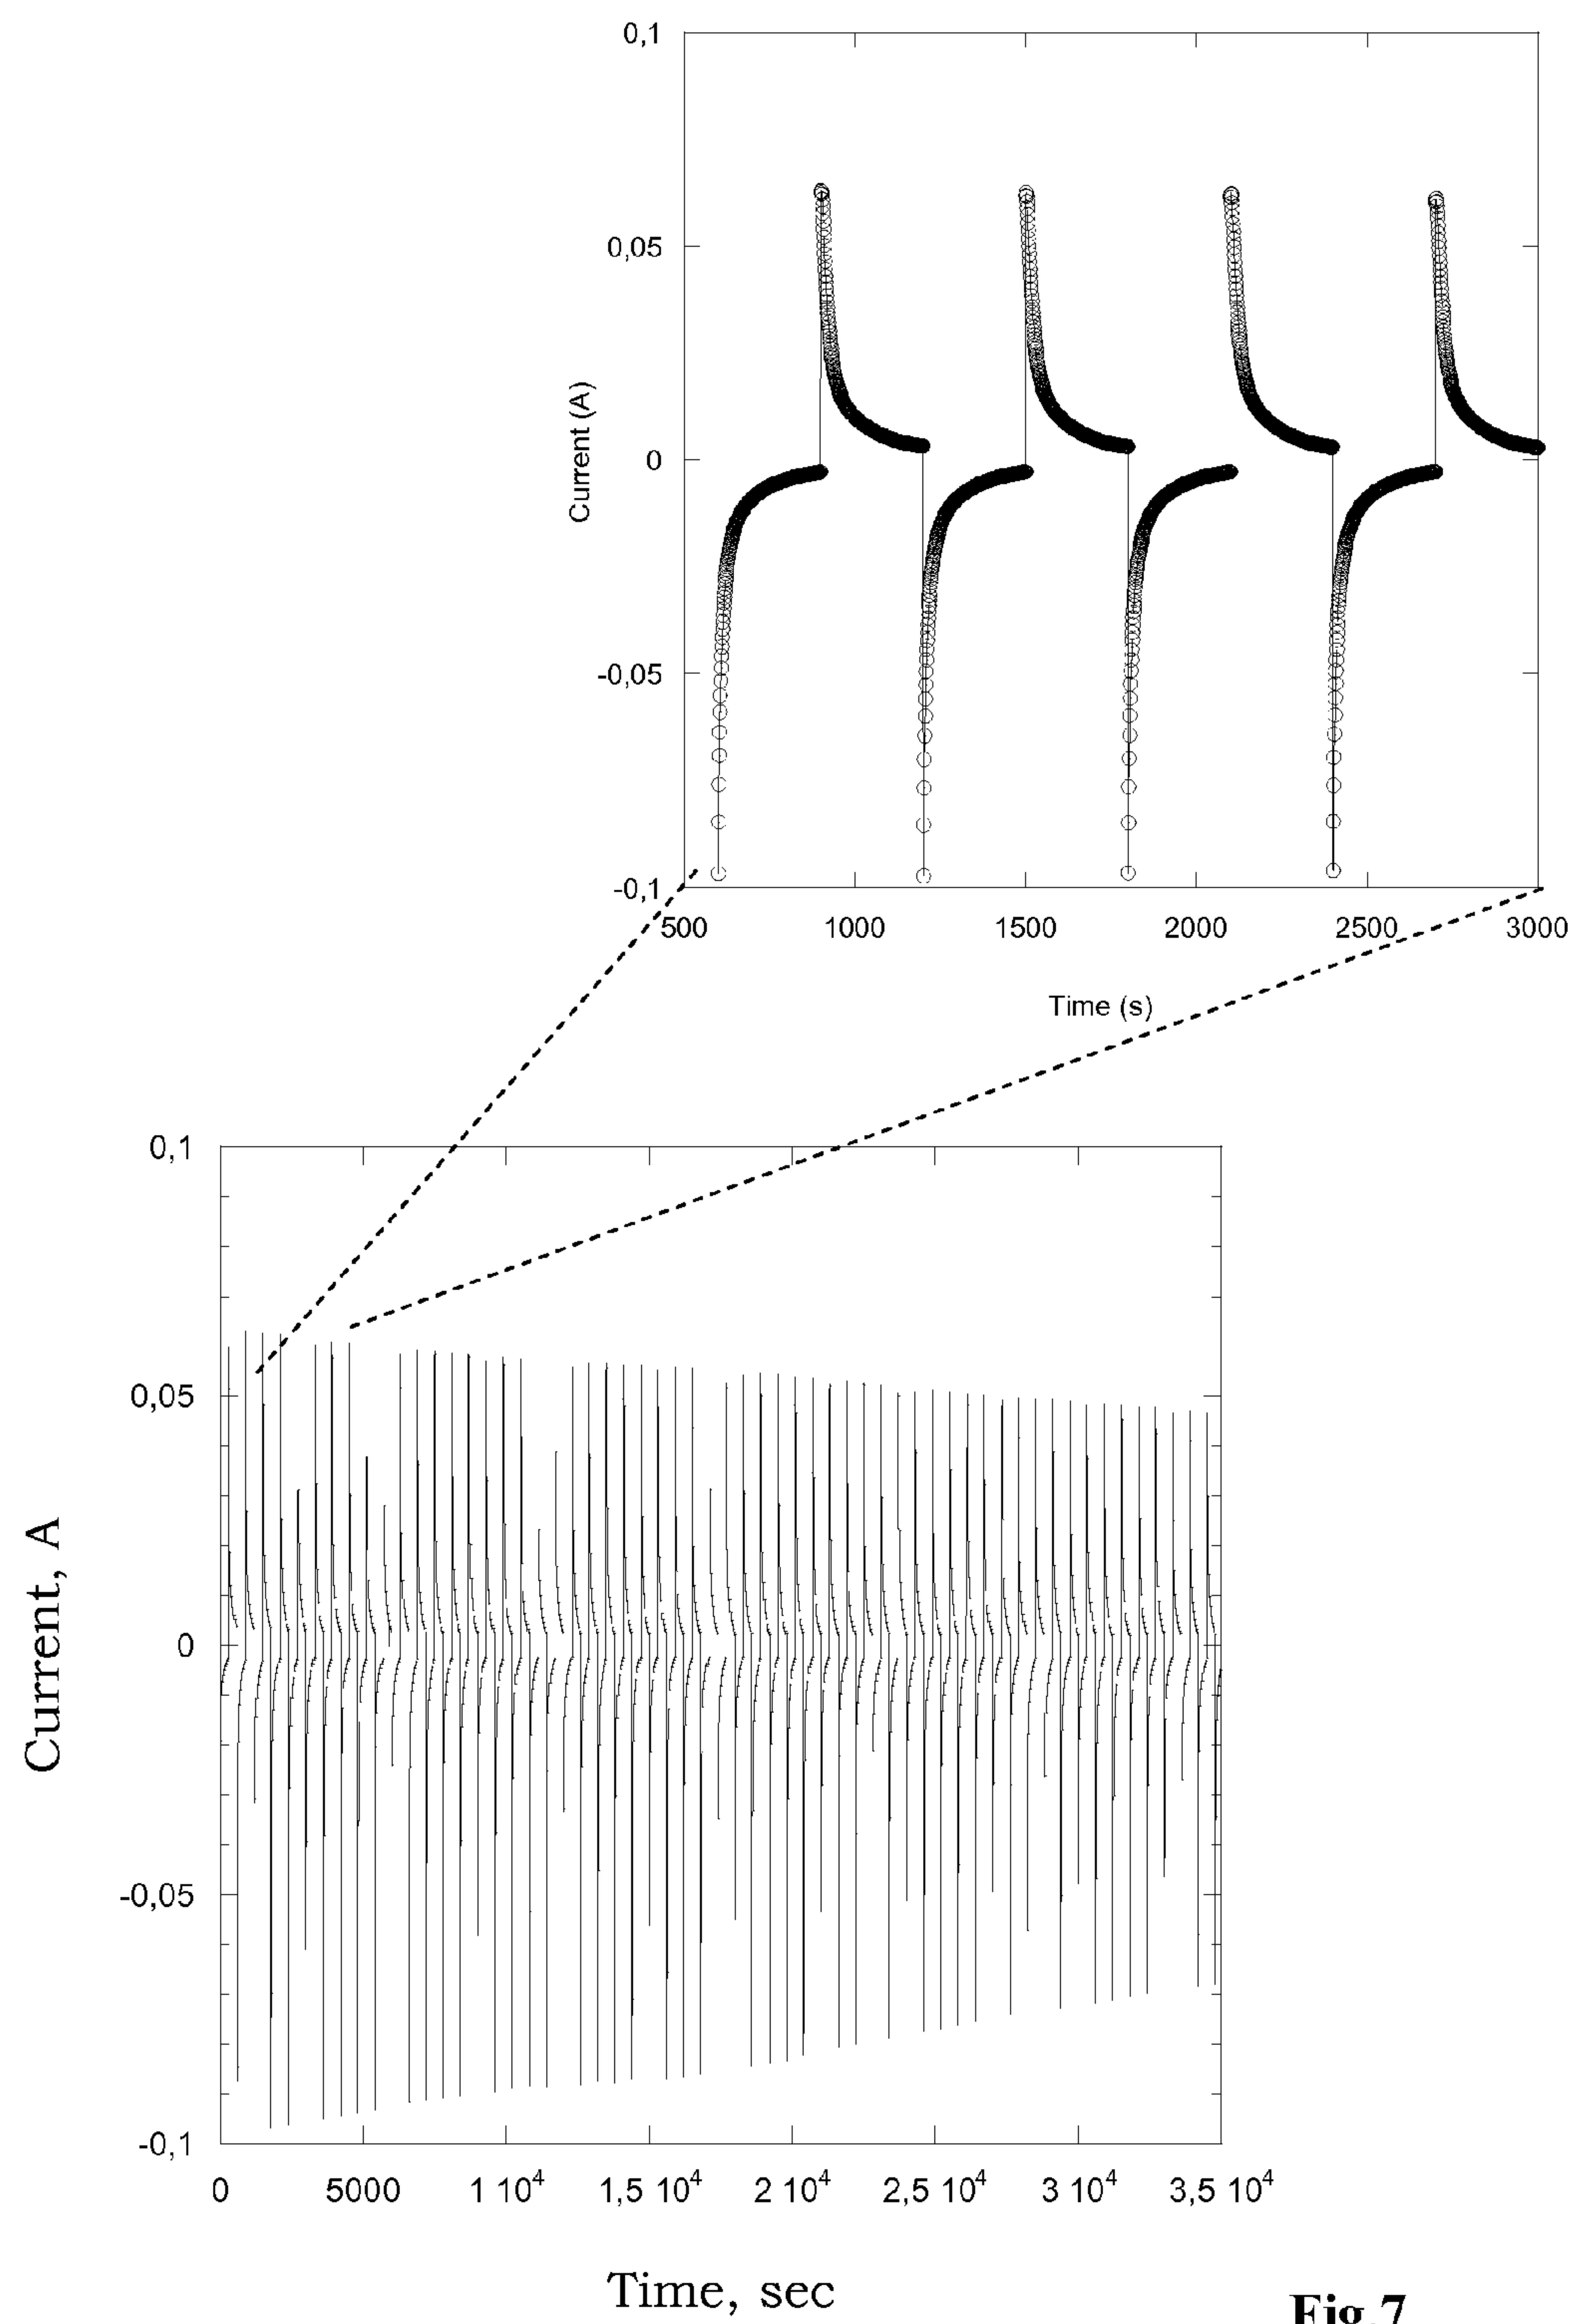 0,1
0,05
0
-0,05
-0,1
Current (A)
500 1000 1500 2000 2500 3000
Time (s)
0,1
0,05
0
-0,05
-0,1
Current, A
0 5000 1 10⁴ 1,5 10⁴ 2 10⁴ 2,5 10⁴ 3 10⁴ 3,5 10⁴
Time, sec
Fig.7